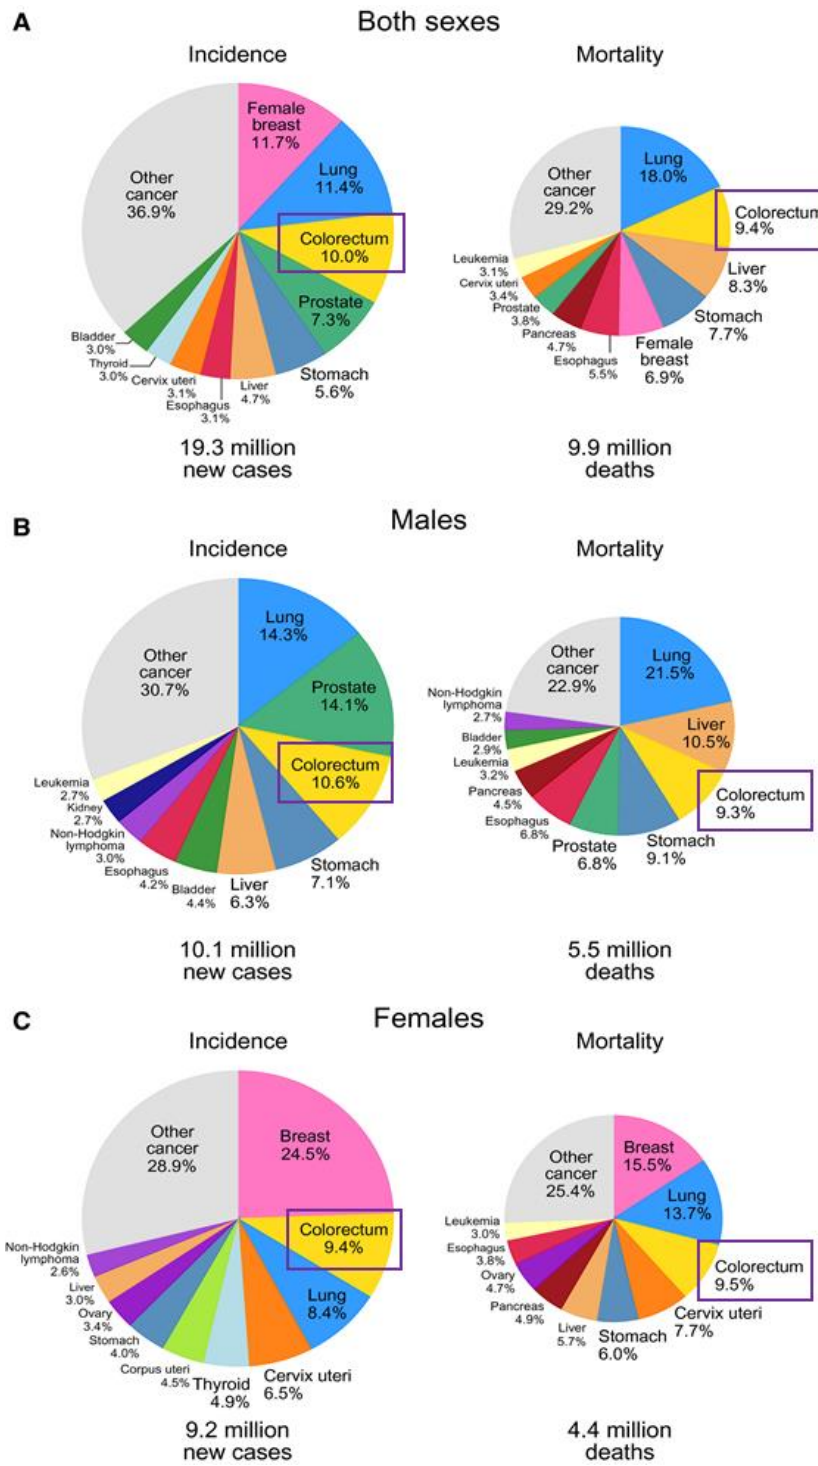 A
Both sexes
Incidence
Female
breast
11.7%
Lung
11.4%
Colorectum
10.0%
Prostate
7.3%
Stomach
5.6%
Liver
4.7%
Esophagus
3.1%
Cervix uteri
3.1%
Thyroid
3.0%
Bladder
3.0%
Other
cancer
36.9%
19.3 million
new cases
Mortality
Lung
18.0%
Colorectum
9.4%
Liver
8.3%
Stomach
7.7%
Female
breast
6.9%
Esophagus
5.5%
Pancreas
4.7%
Prostate
3.8%
Cervix uteri
3.4%
Leukemia
3.1%
Other
cancer
29.2%
9.9 million
deaths
B
Males
Incidence
Lung
14.3%
Prostate
14.1%
Colorectum
10.6%
Stomach
7.1%
Liver
6.3%
Bladder
4.4%
Esophagus
4.2%
Non-Hodgkin
lymphoma
3.0%
Kidney
2.7%
Leukemia
2.7%
Other
cancer
30.7%
10.1 million
new cases
Mortality
Lung
21.5%
Liver
10.5%
Colorectum
9.3%
Stomach
9.1%
Prostate
6.8%
Esophagus
6.8%
Pancreas
4.5%
Leukemia
3.2%
Bladder
2.9%
Non-Hodgkin
lymphoma
2.7%
Other
cancer
22.9%
5.5 million
deaths
C
Females
Incidence
Breast
24.5%
Colorectum
9.4%
Lung
8.4%
Cervix uteri
6.5%
Thyroid
4.9%
Corpus uteri
4.5%
Stomach
4.0%
Ovary
3.4%
Liver
3.0%
Non-Hodgkin
lymphoma
2.6%
Other
cancer
28.9%
9.2 million
new cases
Mortality
Breast
15.5%
Lung
13.7%
Colorectum
9.5%
Cervix uteri
7.7%
Stomach
6.0%
Liver
5.7%
Pancreas
4.9%
Ovary
4.7%
Esophagus
3.8%
Leukemia
3.0%
Other
cancer
25.4%
4.4 million
deaths